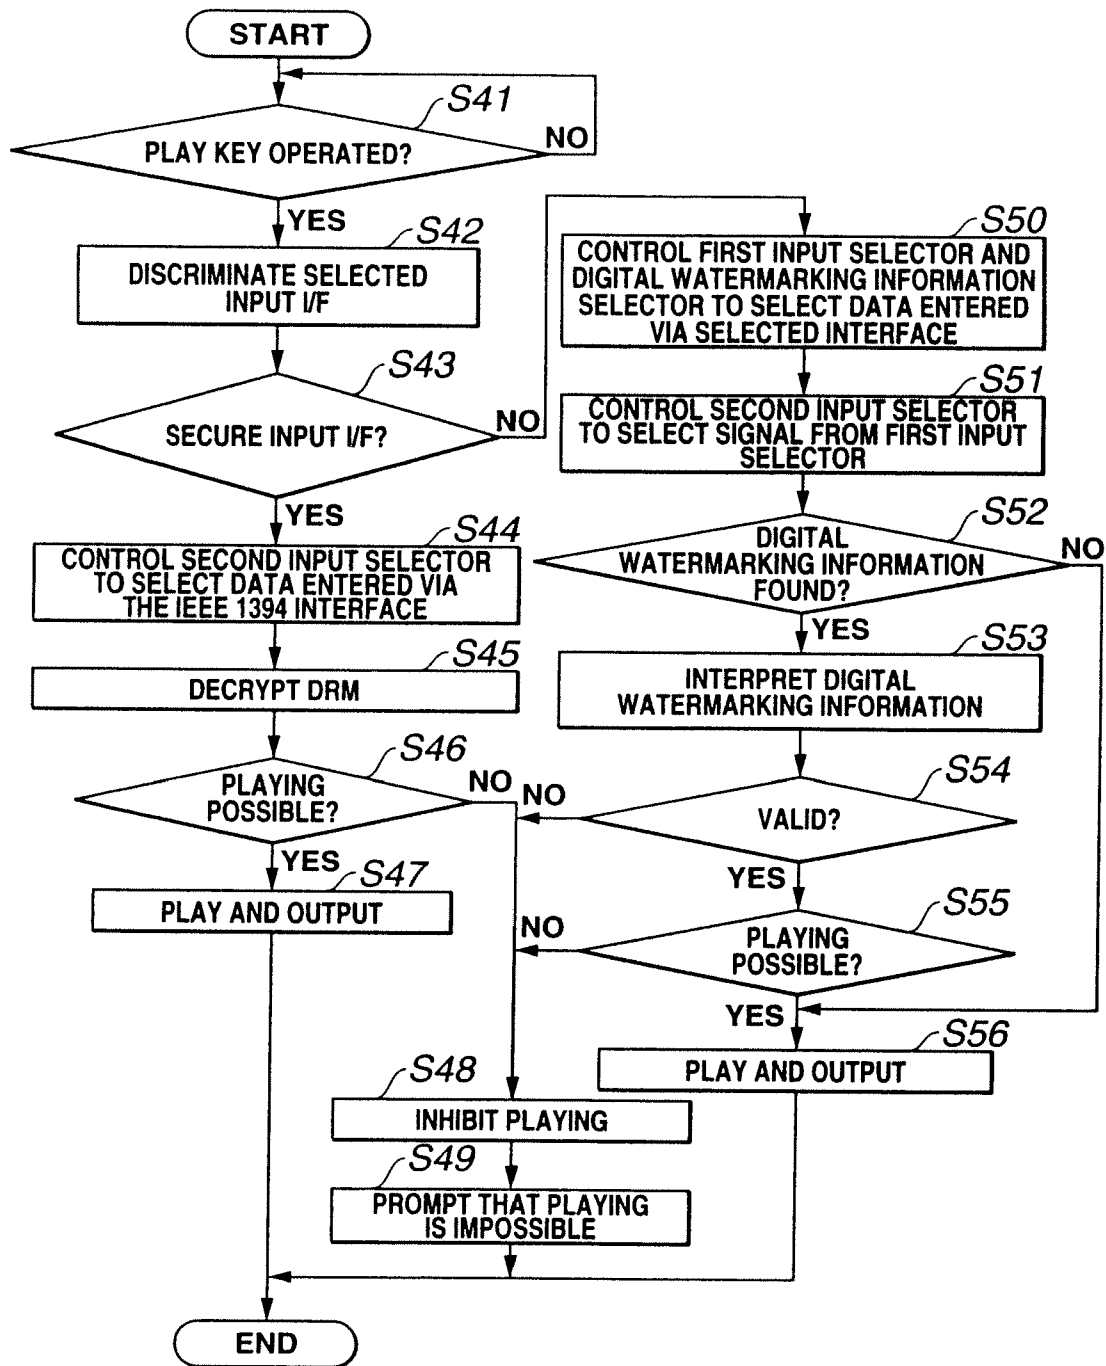 START
S41
PLAY KEY OPERATED?
NO
YES
S42
DISCRIMINATE SELECTED
INPUT I/F
S43
SECURE INPUT I/F?
NO
YES
S44
CONTROL SECOND INPUT SELECTOR
TO SELECT DATA ENTERED VIA
THE IEEE 1394 INTERFACE
S45
DECRYPT DRM
S46
PLAYING
POSSIBLE?
NO
YES
S47
PLAY AND OUTPUT
S48
INHIBIT PLAYING
S49
PROMPT THAT PLAYING
IS IMPOSSIBLE
S50
CONTROL FIRST INPUT SELECTOR AND
DIGITAL WATERMARKING INFORMATION
SELECTOR TO SELECT DATA ENTERED
VIA SELECTED INTERFACE
S51
CONTROL SECOND INPUT SELECTOR
TO SELECT SIGNAL FROM FIRST INPUT
SELECTOR
S52
DIGITAL
WATERMARKING INFORMATION
FOUND?
NO
YES
S53
INTERPRET DIGITAL
WATERMARKING INFORMATION
S54
VALID?
NO
YES
S55
PLAYING
POSSIBLE?
NO
YES
S56
PLAY AND OUTPUT
END